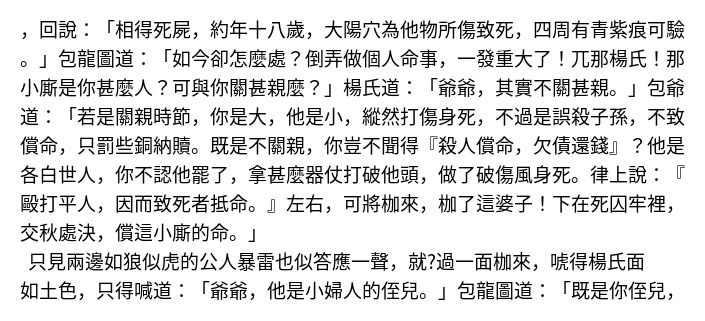 ，回說：「相得死屍，約年十八歲，大陽穴為他物所傷致死，四周有青紫痕可驗
。」包龍圖道：「如今卻怎麼處？倒弄做個人命事，一發重大了！兀那楊氏！那
小廝是你甚麼人？可與你關甚親麼？」楊氏道：「爺爺，其實不關甚親。」包爺
道：「若是關親時節，你是大，他是小，縱然打傷身死，不過是誤殺子孫，不致
償命，只罰些銅納贖。既是不關親，你豈不聞得『殺人償命，欠債還錢』？他是
各白世人，你不認他罷了，拿甚麼器仗打破他頭，做了破傷風身死。律上說：『
毆打平人，因而致死者抵命。』左右，可將枷來，枷了這婆子！下在死囚牢裡，
交秋處決，償這小廝的命。」
只見兩邊如狼似虎的公人暴雷也似答應一聲，就?過一面枷來，唬得楊氏面
如土色，只得喊道：「爺爺，他是小婦人的侄兒。」包龍圖道：「既是你侄兒，